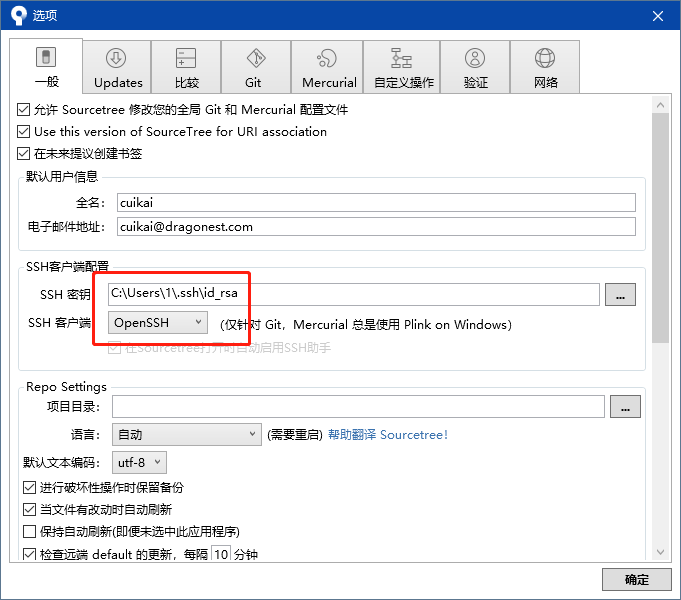 选项
一般 Updates 比较 Git Mercurial 自定义操作 验证 网络
允许 Sourcetree 修改您的全局 Git 和 Mercurial 配置文件
Use this version of SourceTree for URI association
在未来提议创建书签
默认用户信息
全名: cuikai
电子邮件地址: cuikai@dragonest.com
SSH客户端配置
SSH 密钥 C:\Users\1\.ssh\id_rsa ...
SSH 客户端 OpenSSH (仅针对 Git，Mercurial 总是使用 Plink on Windows)
在Sourcetree打开时自动启用SSH助手
Repo Settings
项目目录: ...
语言: 自动 (需要重启) 帮助翻译 Sourcetree!
默认文本编码: utf-8
进行破坏性操作时保留备份
当文件有改动时自动刷新
保持自动刷新(即便未选中此应用程序)
检查远端 default 的更新，每隔 10 分钟
确定